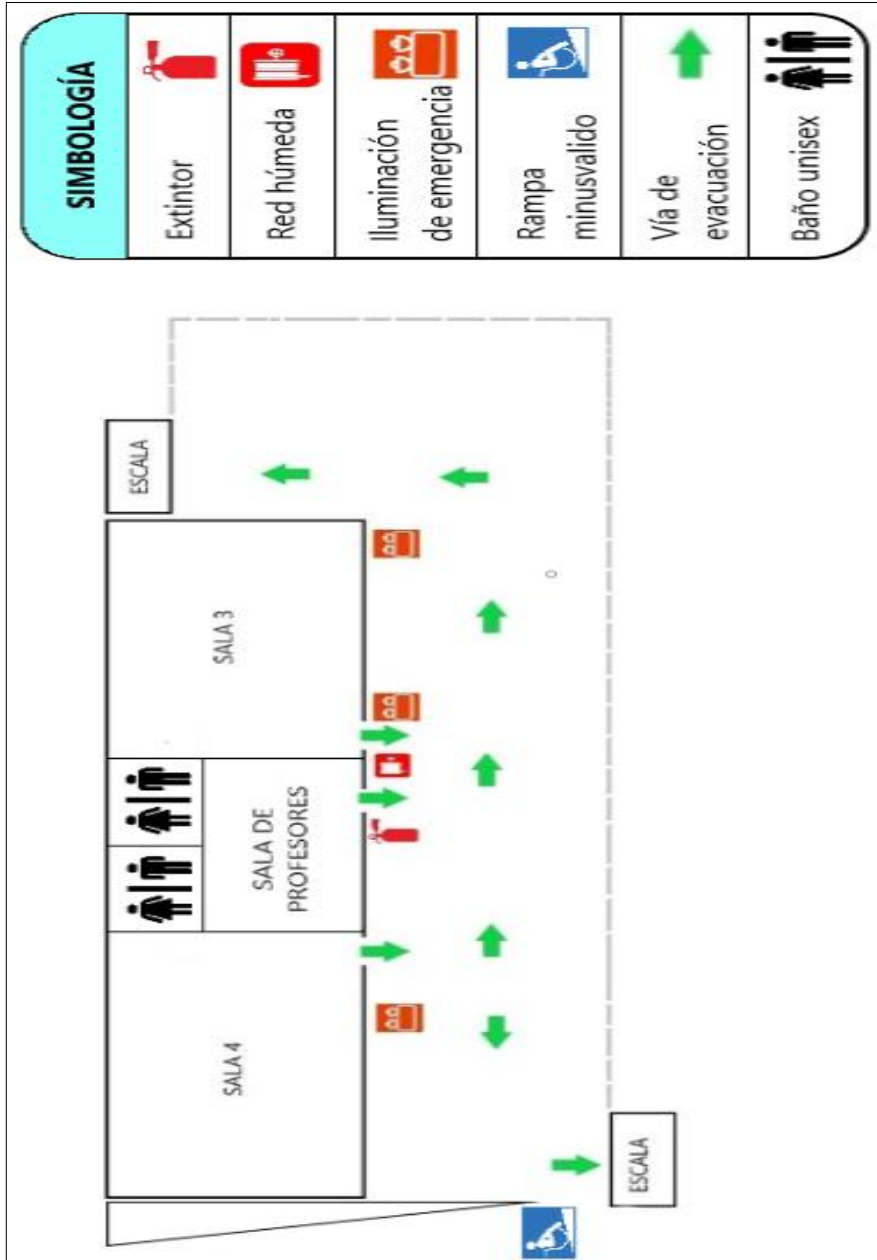 SIMBOLOGÍA
Extintor
Red húmeda
Iluminación
de emergencia
Rampa
minusvalido
Vía de
evacuación
Baño unisex
ESCALA
SALA 3
SALA DE
PROFESORES
SALA 4
ESCALA